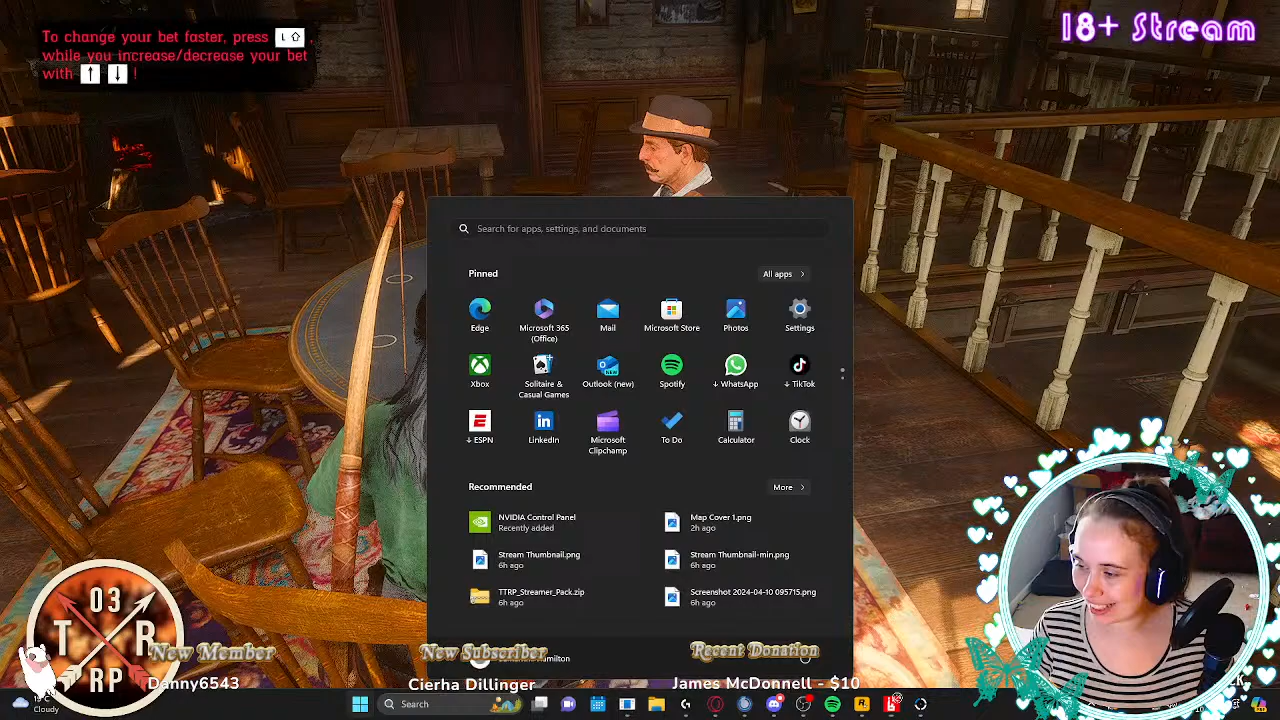 To change your bet faster, press L ⇧ ,
while you increase/decrease your bet
with ↑ ↓ !
18+ Stream
Search for apps, settings, and documents
Pinned
All apps
Edge
Microsoft 365
(Office)
Mail
Microsoft Store
Photos
Settings
Xbox
Solitaire &
Casual Games
Outlook (new)
Spotify
↓ WhatsApp
↓ TikTok
↓ ESPN
LinkedIn
Microsoft
Clipchamp
To Do
Calculator
Clock
Recommended
More
NVIDIA Control Panel
Recently added
Map Cover 1.png
2h ago
Stream Thumbnail.png
6h ago
Stream Thumbnail-min.png
6h ago
TTRP_Streamer_Pack.zip
6h ago
Screenshot 2024-04-10 095715.png
6h ago
03
T R
RP
New Member
New Subscriber
Hamilton
Recent Donation
Danny6543
Cierha Dillinger
James McDonnell - $10
Cloudy
Search